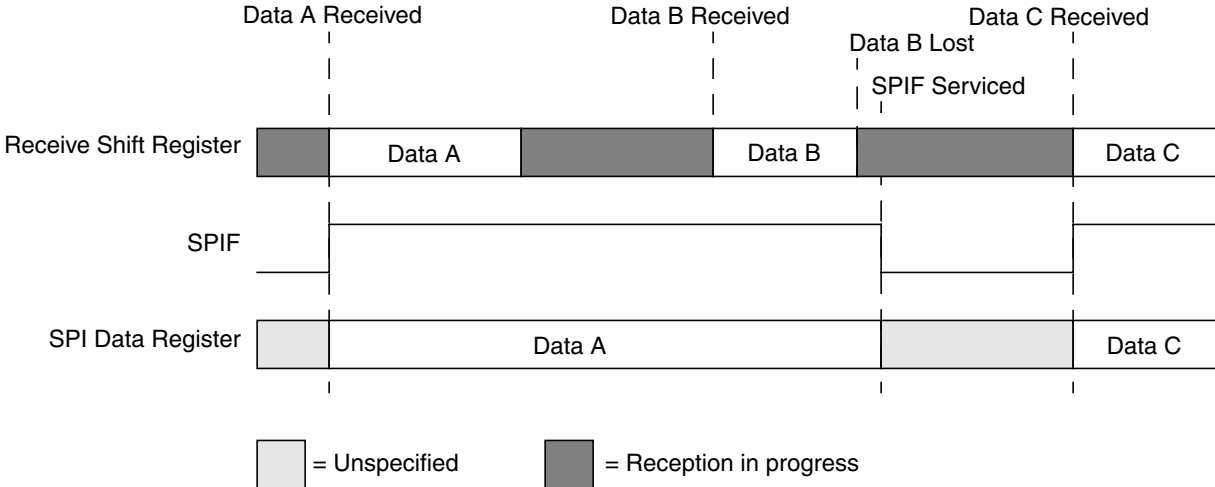 Data A Received
Data B Received
Data C Received
Data B Lost
SPIF Serviced
Receive Shift Register
Data A
Data B
Data C
SPIF
SPI Data Register
Data A
Data C
= Unspecified
= Reception in progress